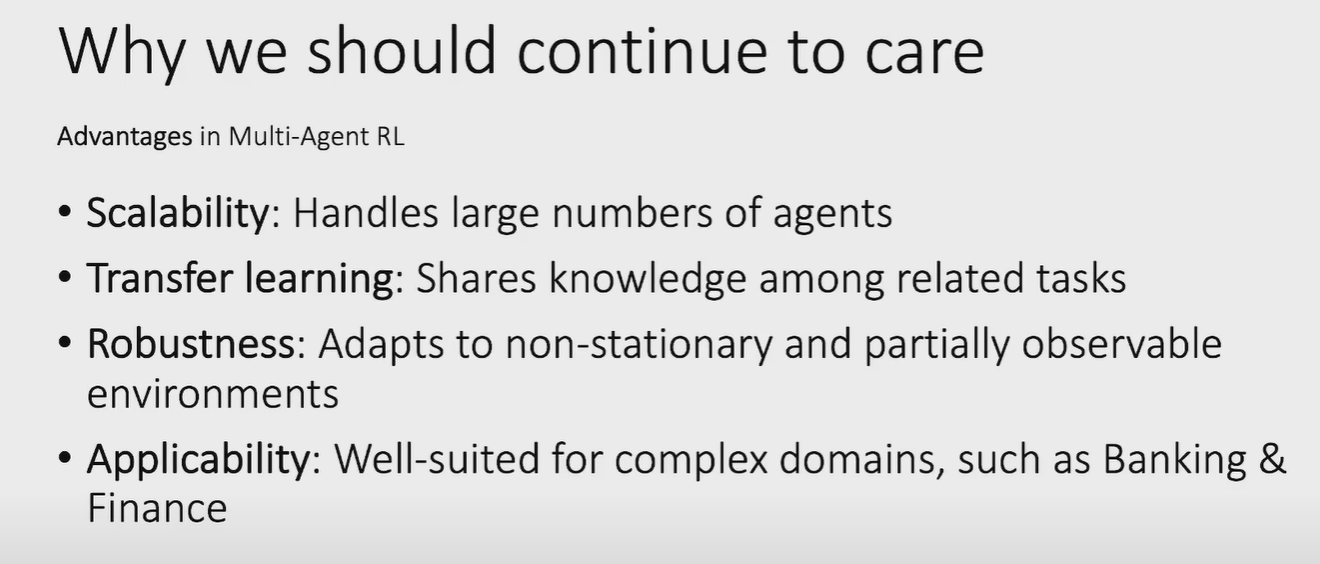 Why we should continue to care
Advantages in Multi-Agent RL
• Scalability: Handles large numbers of agents
• Transfer learning: Shares knowledge among related tasks
• Robustness: Adapts to non-stationary and partially observable
environments
• Applicability: Well-suited for complex domains, such as Banking &
Finance